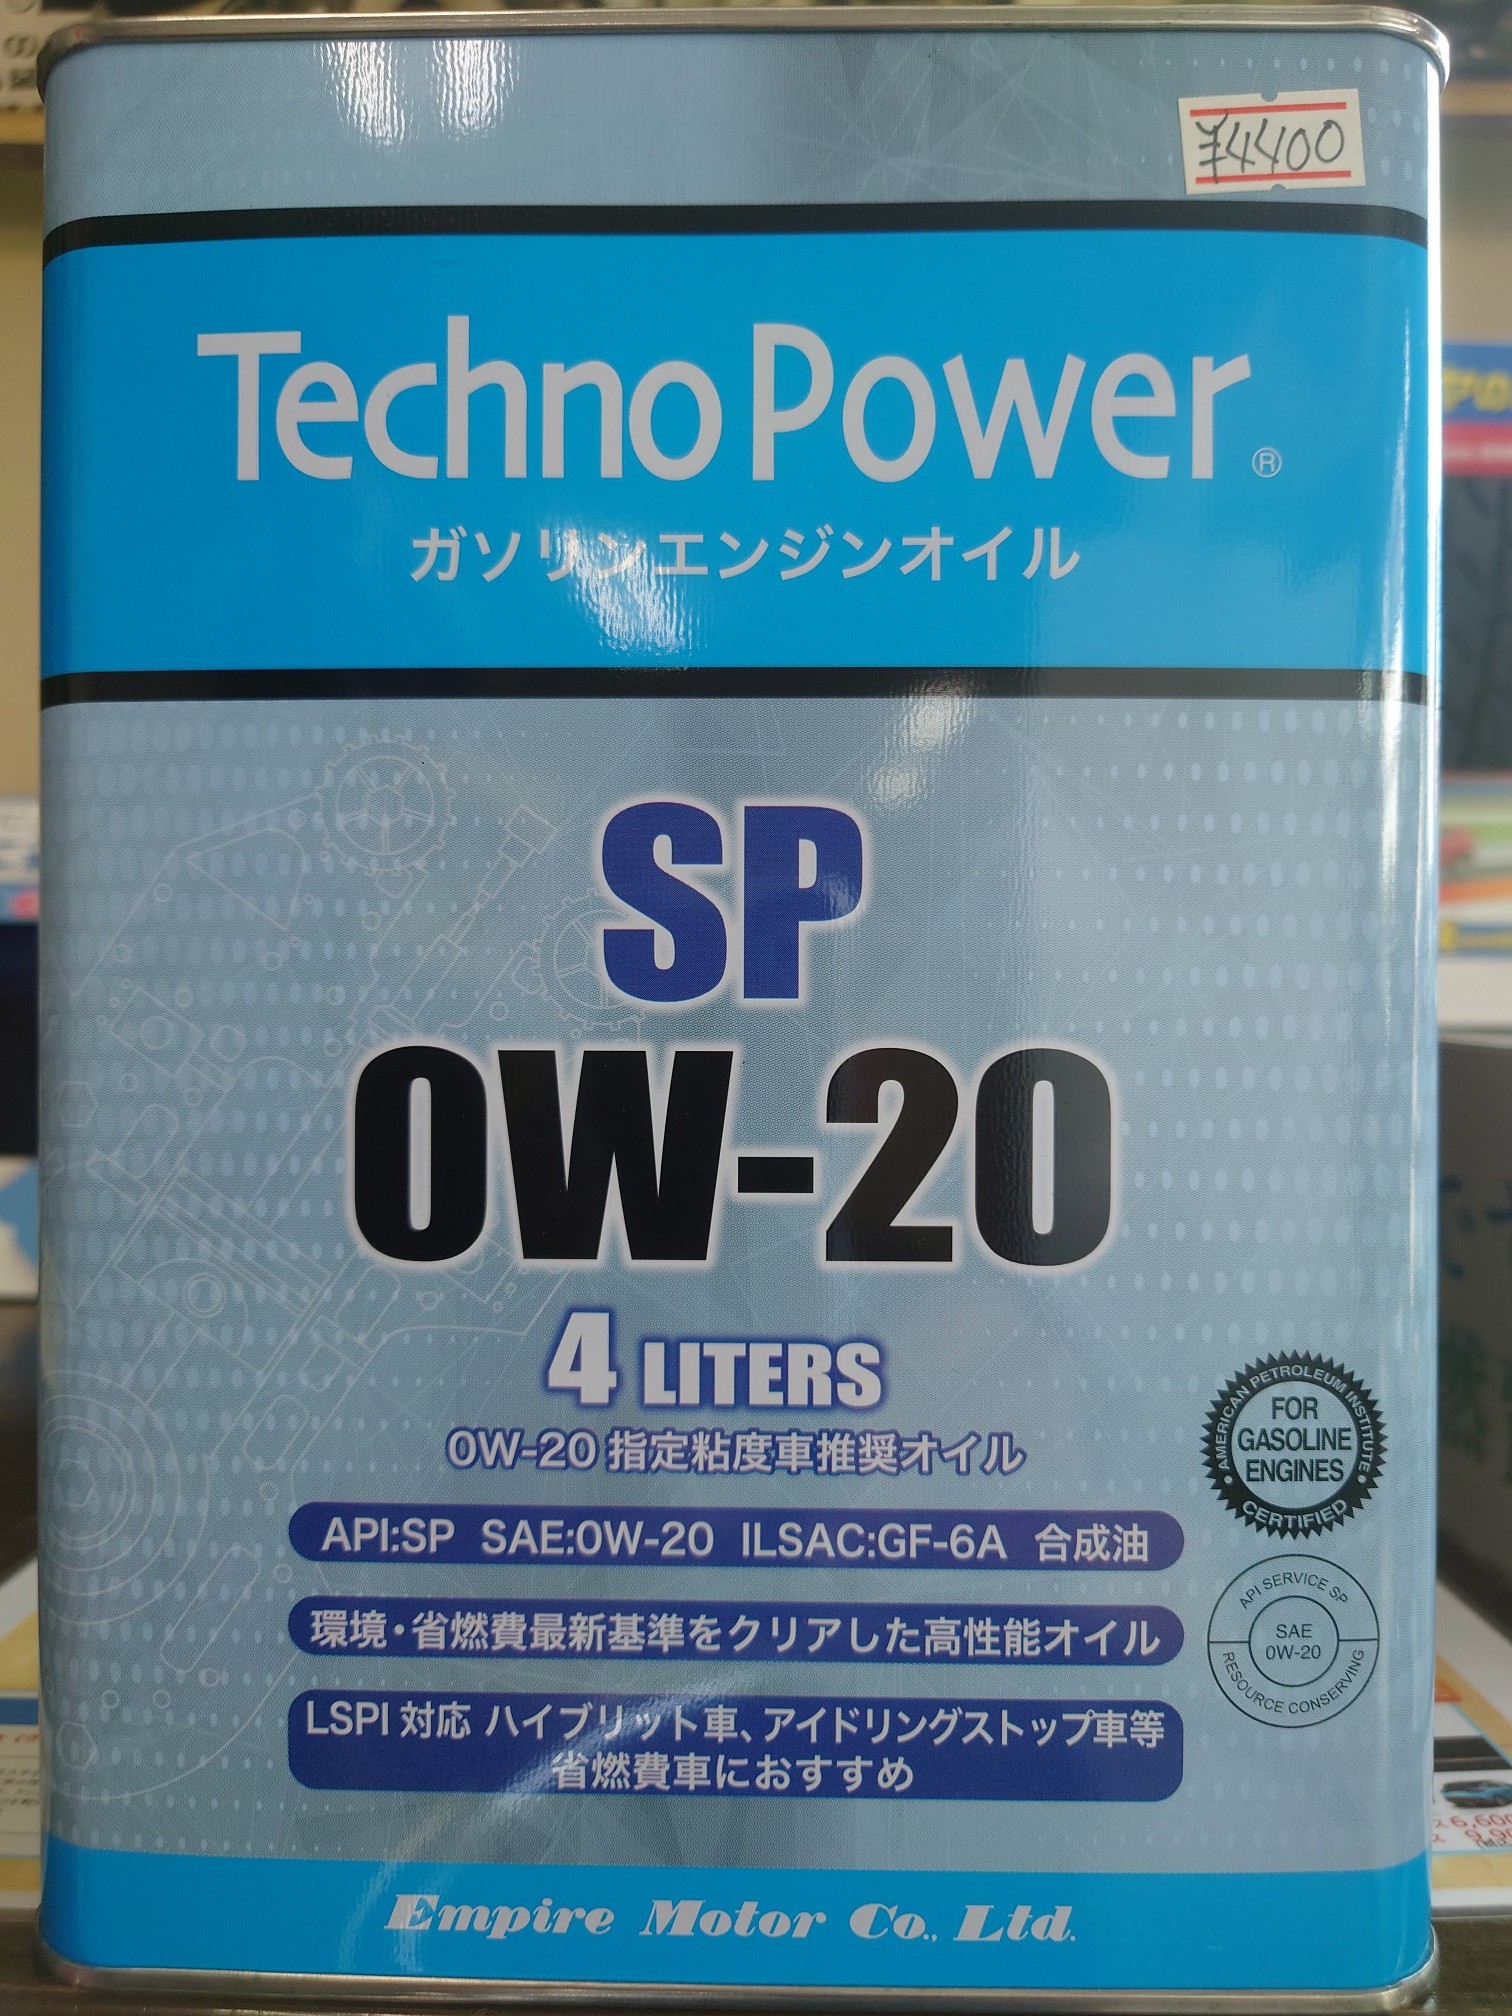 ¥4400
TechnoPower®
ガソリンエンジンオイル
SP
0W-20
4 LITERS
0W-20 指定粘度車推奨オイル
API:SP SAE:0W-20 ILSAC:GF-6A 合成油
環境・省燃費最新基準をクリアした高性能オイル
LSPI 対応 ハイブリット車、アイドリングストップ車等
省燃費車におすすめ
AMERICAN PETROLEUM INSTITUTE
FOR
GASOLINE
ENGINES
CERTIFIED
API SERVICE SP
SAE
0W-20
RESOURCE CONSERVING
Empire Motor Co., Ltd.